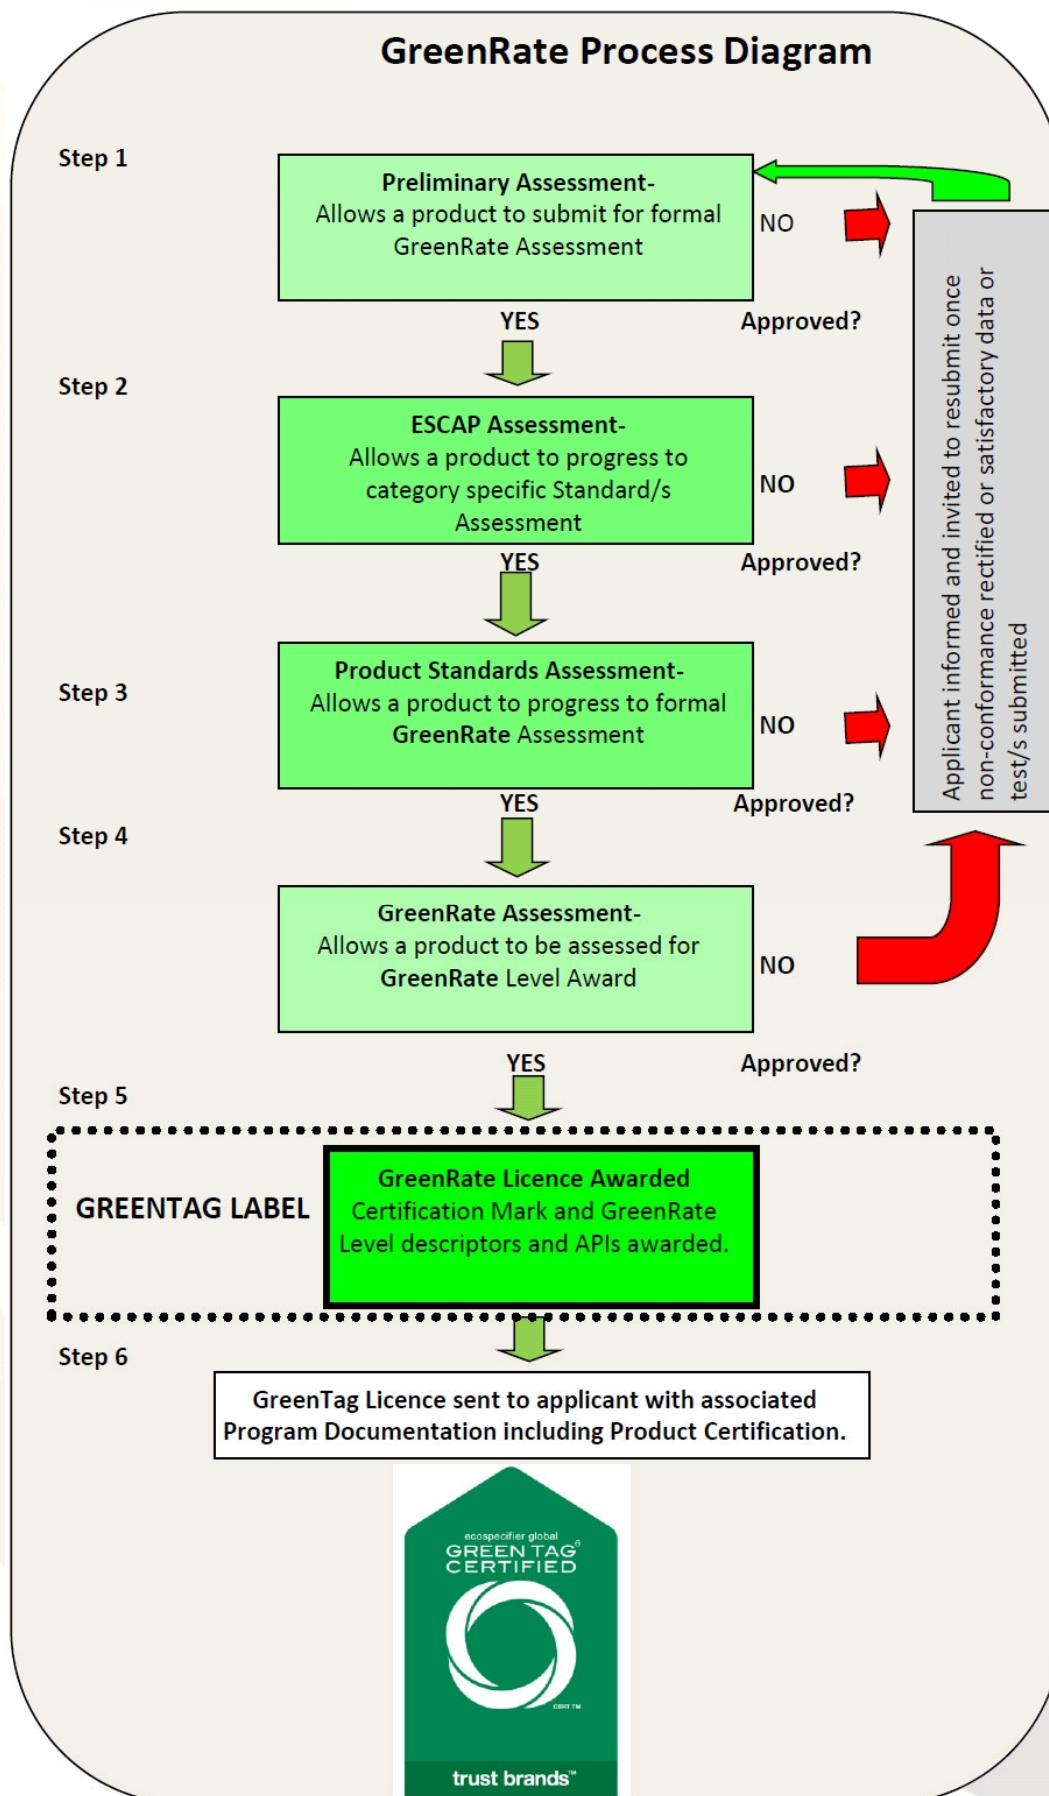 GreenRate Process Diagram
Step 1
Preliminary Assessment-
Allows a product to submit for formal
GreenRate Assessment
NO
YES
Approved?
Step 2
ESCAP Assessment-
Allows a product to progress to
category specific Standard/s
Assessment
NO
YES
Approved?
Step 3
Product Standards Assessment-
Allows a product to progress to formal
GreenRate Assessment
NO
YES
Approved?
Step 4
GreenRate Assessment-
Allows a product to be assessed for
GreenRate Level Award
NO
YES
Approved?
Applicant informed and invited to resubmit once
non-conformance rectified or satisfactory data or
test/s submitted
Step 5
GREENTAG LABEL
GreenRate Licence Awarded
Certification Mark and GreenRate
Level descriptors and APIs awarded.
Step 6
GreenTag Licence sent to applicant with associated
Program Documentation including Product Certification.
ecospecifier global
GREEN TAG®
CERTIFIED
CERT TM
trust brands™